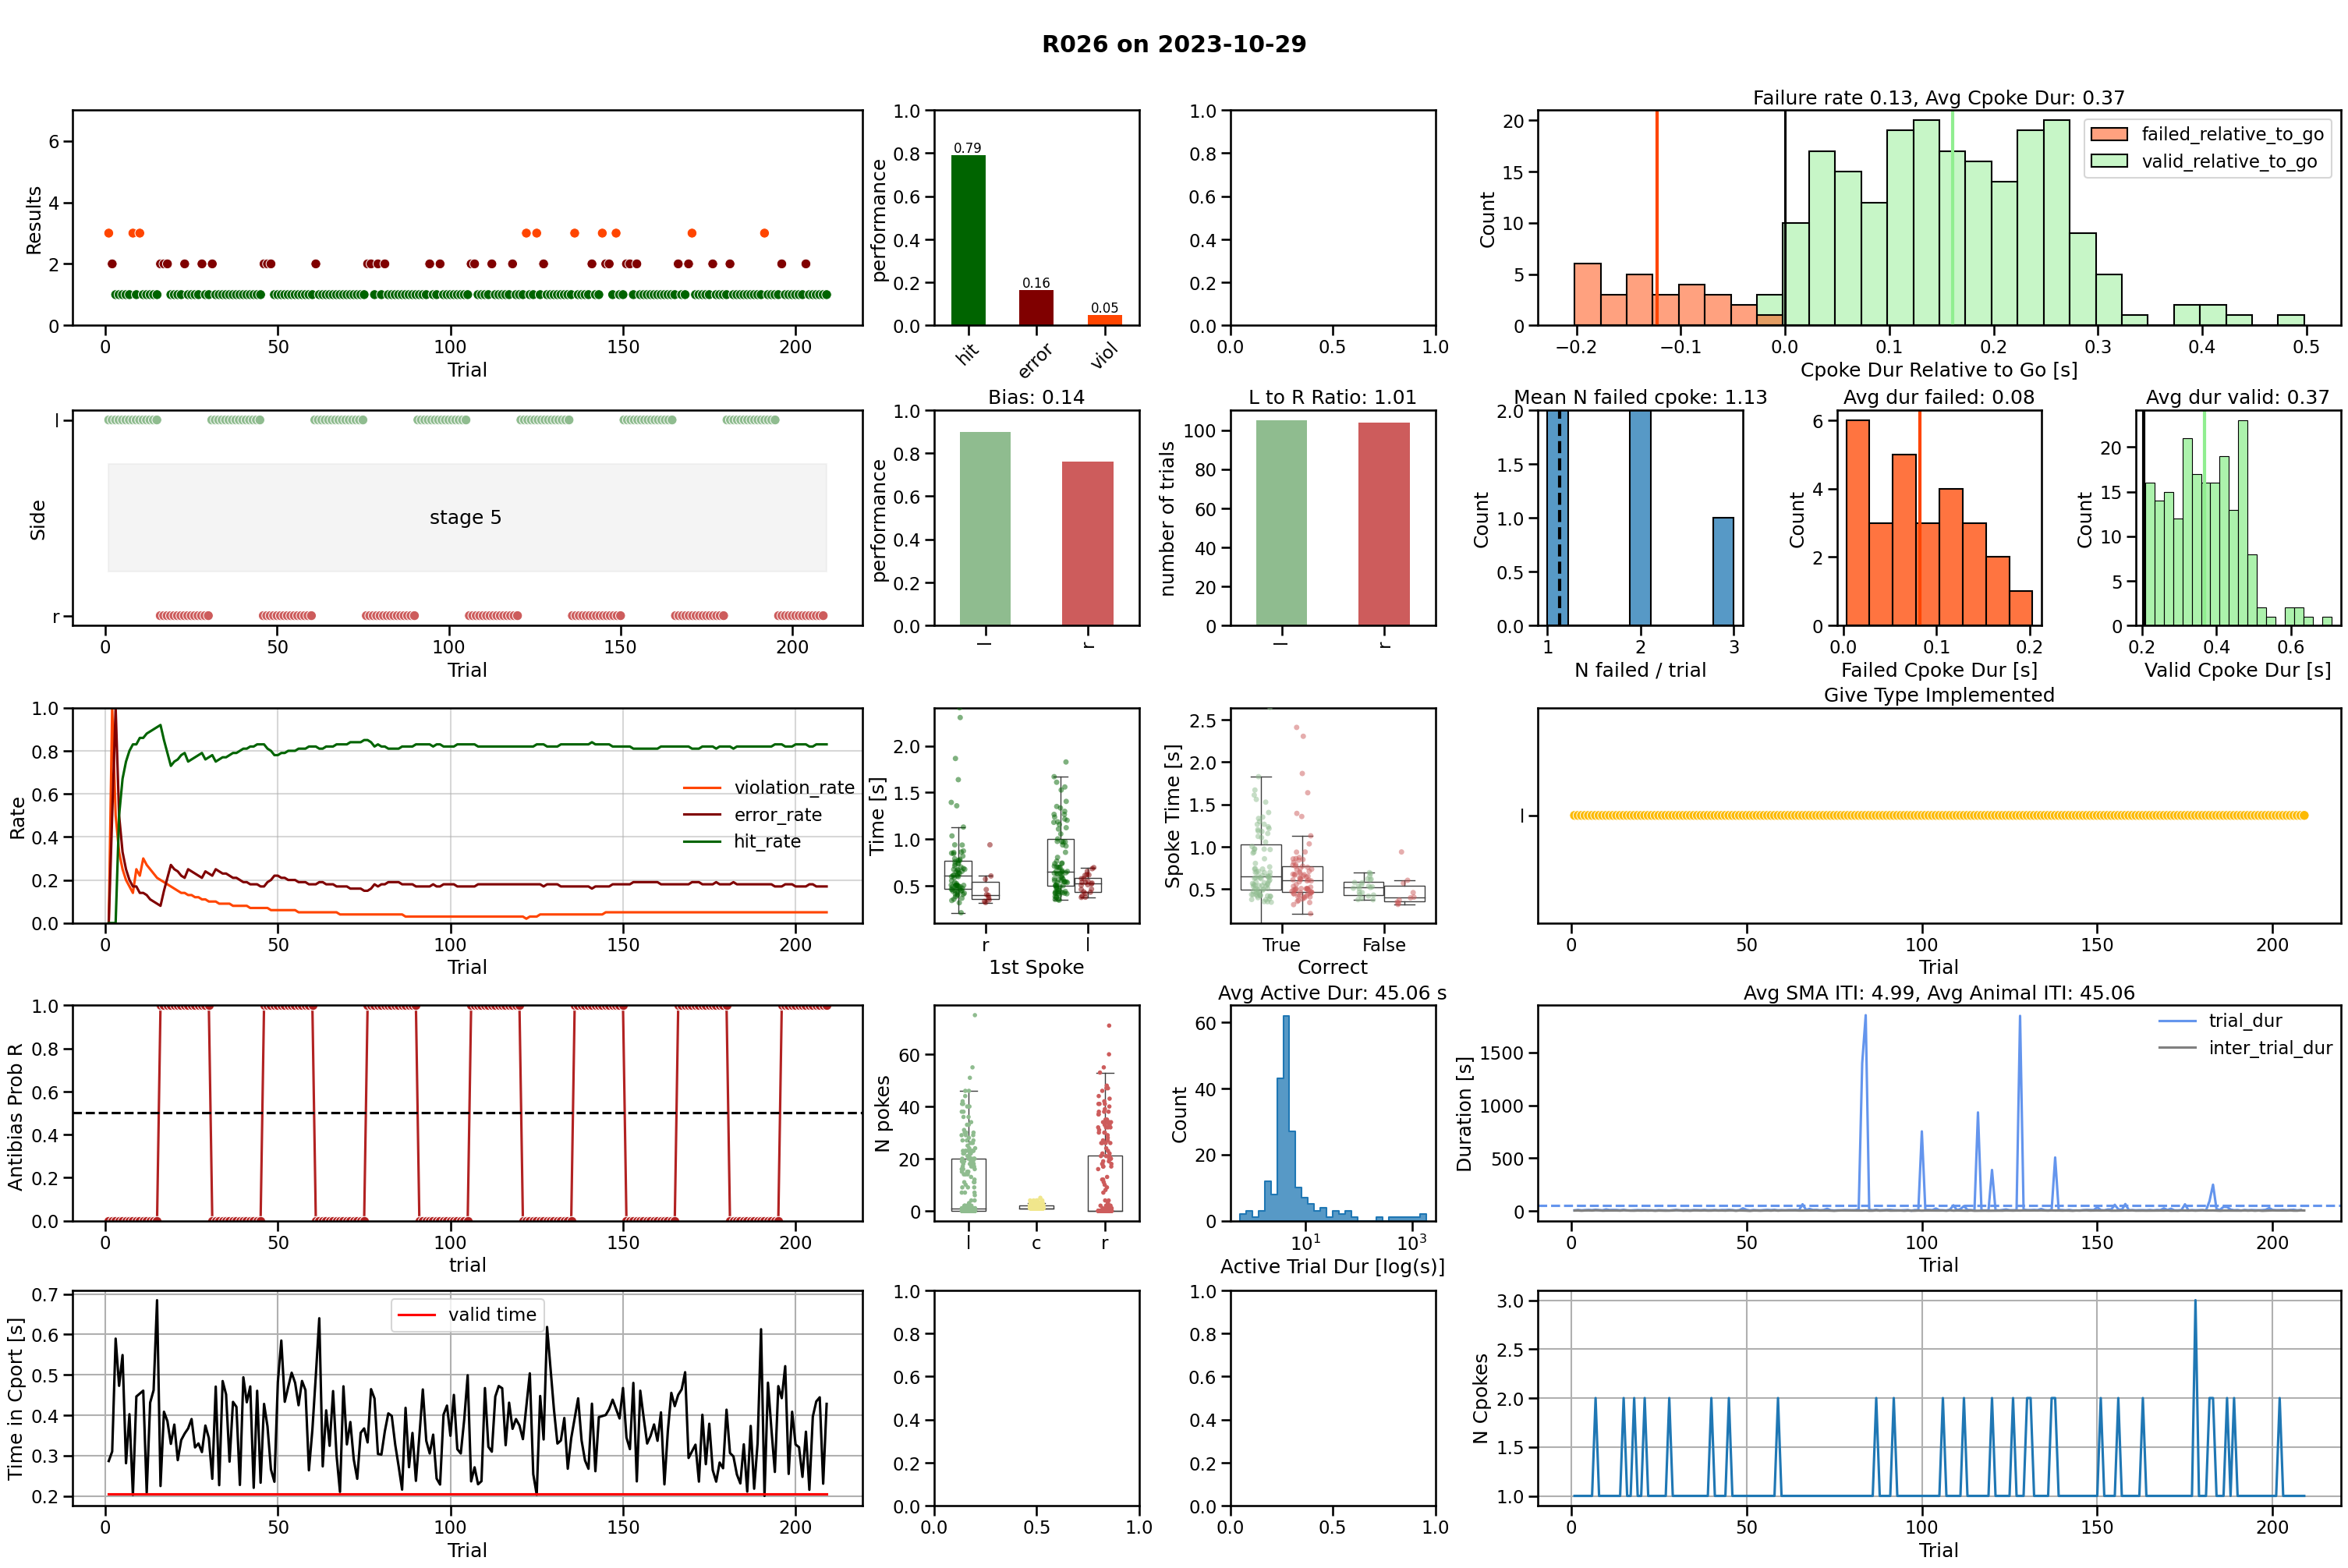 R026 on 2023-10-29
Results
6
4
2
0
0
50
100
150
200
Trial
performance
1.0
0.8
0.6
0.4
0.2
0.0
0.79
0.16
0.05
hit
error
viol
1.0
0.8
0.6
0.4
0.2
0.0
0.0
0.5
1.0
Failure rate 0.13, Avg Cpoke Dur: 0.37
Count
20
15
10
5
0
failed_relative_to_go
valid_relative_to_go
−0.2
−0.1
0.0
0.1
0.2
0.3
0.4
0.5
Cpoke Dur Relative to Go [s]
Side
l
r
stage 5
0
50
100
150
200
Trial
Bias: 0.14
performance
1.0
0.8
0.6
0.4
0.2
0.0
l
r
L to R Ratio: 1.01
number of trials
100
80
60
40
20
0
l
r
Mean N failed cpoke: 1.13
Count
2.0
1.5
1.0
0.5
0.0
1
2
3
N failed / trial
Avg dur failed: 0.08
Count
6
4
2
0
0.0
0.1
0.2
Failed Cpoke Dur [s]
Avg dur valid: 0.37
Count
20
15
10
5
0
0.2
0.4
0.6
Valid Cpoke Dur [s]
Rate
1.0
0.8
0.6
0.4
0.2
0.0
violation_rate
error_rate
hit_rate
0
50
100
150
200
Trial
Time [s]
2.0
1.5
1.0
0.5
r
l
1st Spoke
Spoke Time [s]
2.5
2.0
1.5
1.0
0.5
True
False
Correct
Give Type Implemented
l
0
50
100
150
200
Trial
Antibias Prob R
1.0
0.8
0.6
0.4
0.2
0.0
0
50
100
150
200
trial
N pokes
60
40
20
0
l
c
r
Avg Active Dur: 45.06 s
Count
60
40
20
0
10¹
10³
Active Trial Dur [log(s)]
Avg SMA ITI: 4.99, Avg Animal ITI: 45.06
Duration [s]
1500
1000
500
0
trial_dur
inter_trial_dur
0
50
100
150
200
Trial
Time in Cport [s]
0.7
0.6
0.5
0.4
0.3
0.2
valid time
0
50
100
150
200
Trial
1.0
0.8
0.6
0.4
0.2
0.0
0.0
0.5
1.0
1.0
0.8
0.6
0.4
0.2
0.0
0.0
0.5
1.0
N Cpokes
3.0
2.5
2.0
1.5
1.0
0
50
100
150
200
Trial